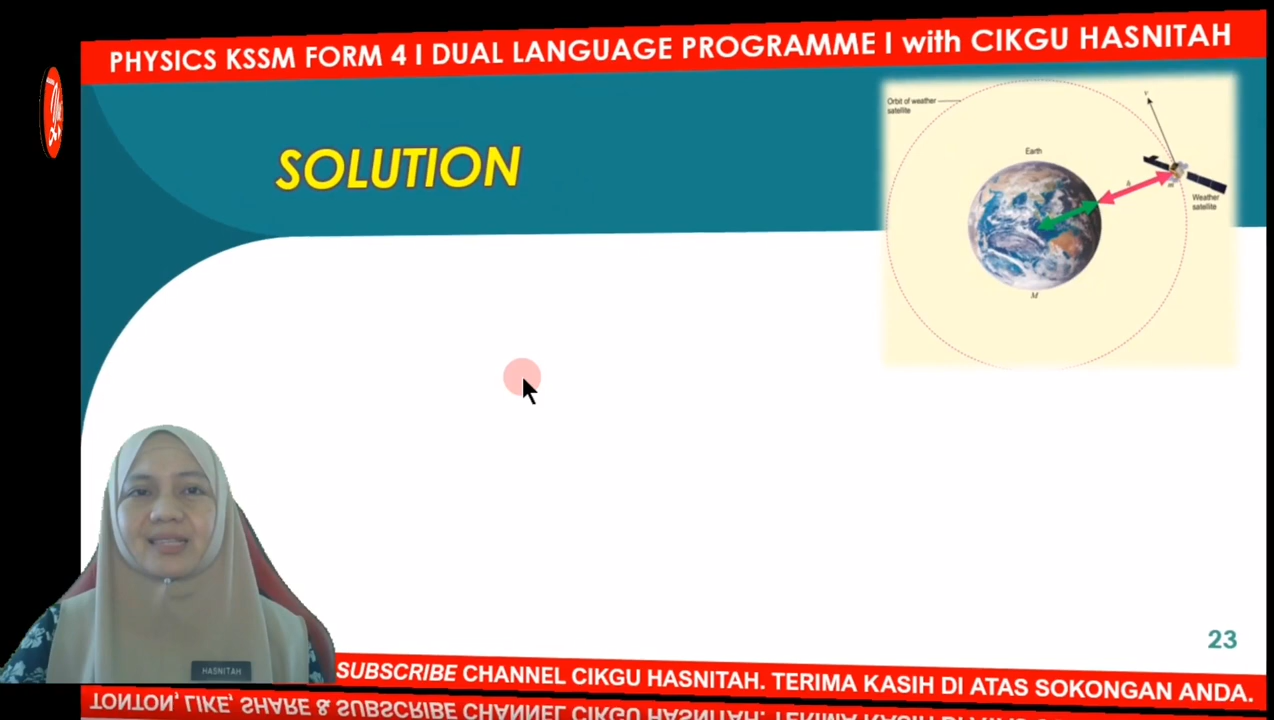 PHYSICS KSSM FORM 4 I DUAL LANGUAGE PROGRAMME I with CIKGU HASNITAH
SOLUTION
Orbit of weather
satellite
v
Earth
h
m
Weather
satellite
M
HASNITAH
23
SUBSCRIBE CHANNEL CIKGU HASNITAH. TERIMA KASIH DI ATAS SOKONGAN ANDA.
TONTON, LIKE, SHARE & SUBSCRIBE CHANNEL CIKGU HASNITAH. TERIMA KASIH DI ATAS SOKONGAN ANDA.